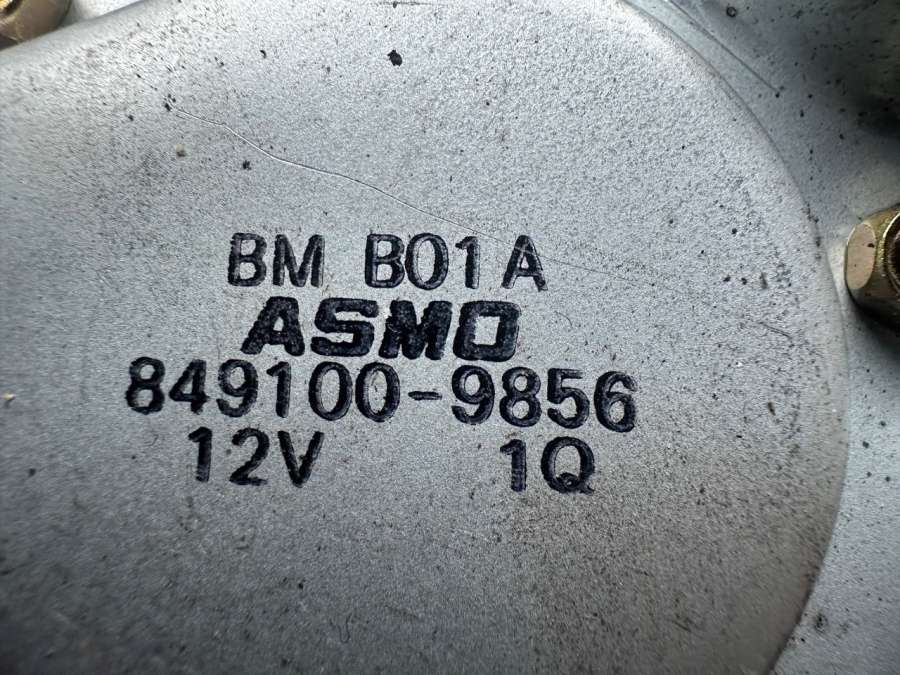 BM B01A
ASMO
849100-9856
12V 1Q